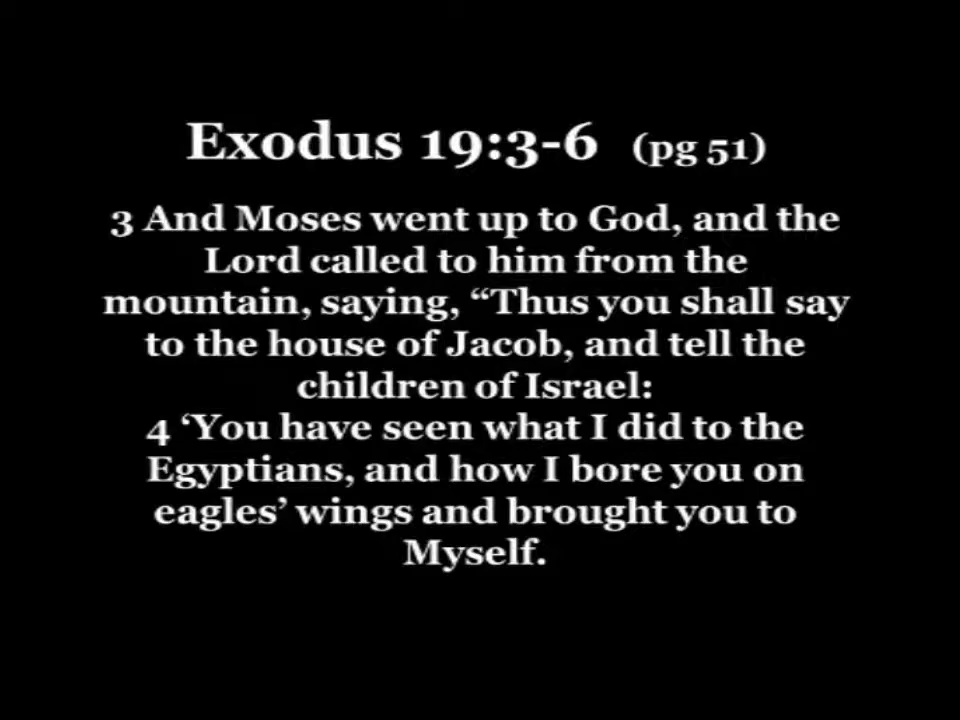 Exodus 19:3-6 (pg 51)
3 And Moses went up to God, and the
Lord called to him from the
mountain, saying, “Thus you shall say
to the house of Jacob, and tell the
children of Israel:
4 ‘You have seen what I did to the
Egyptians, and how I bore you on
eagles’ wings and brought you to
Myself.